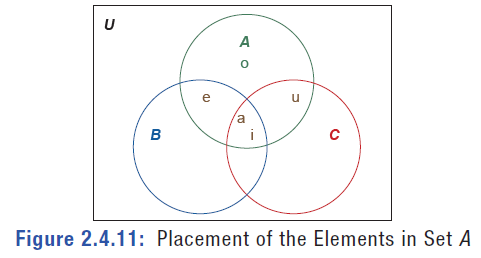 U
A
o
e
u
a
i
B
C
Figure 2.4.11: Placement of the Elements in Set A